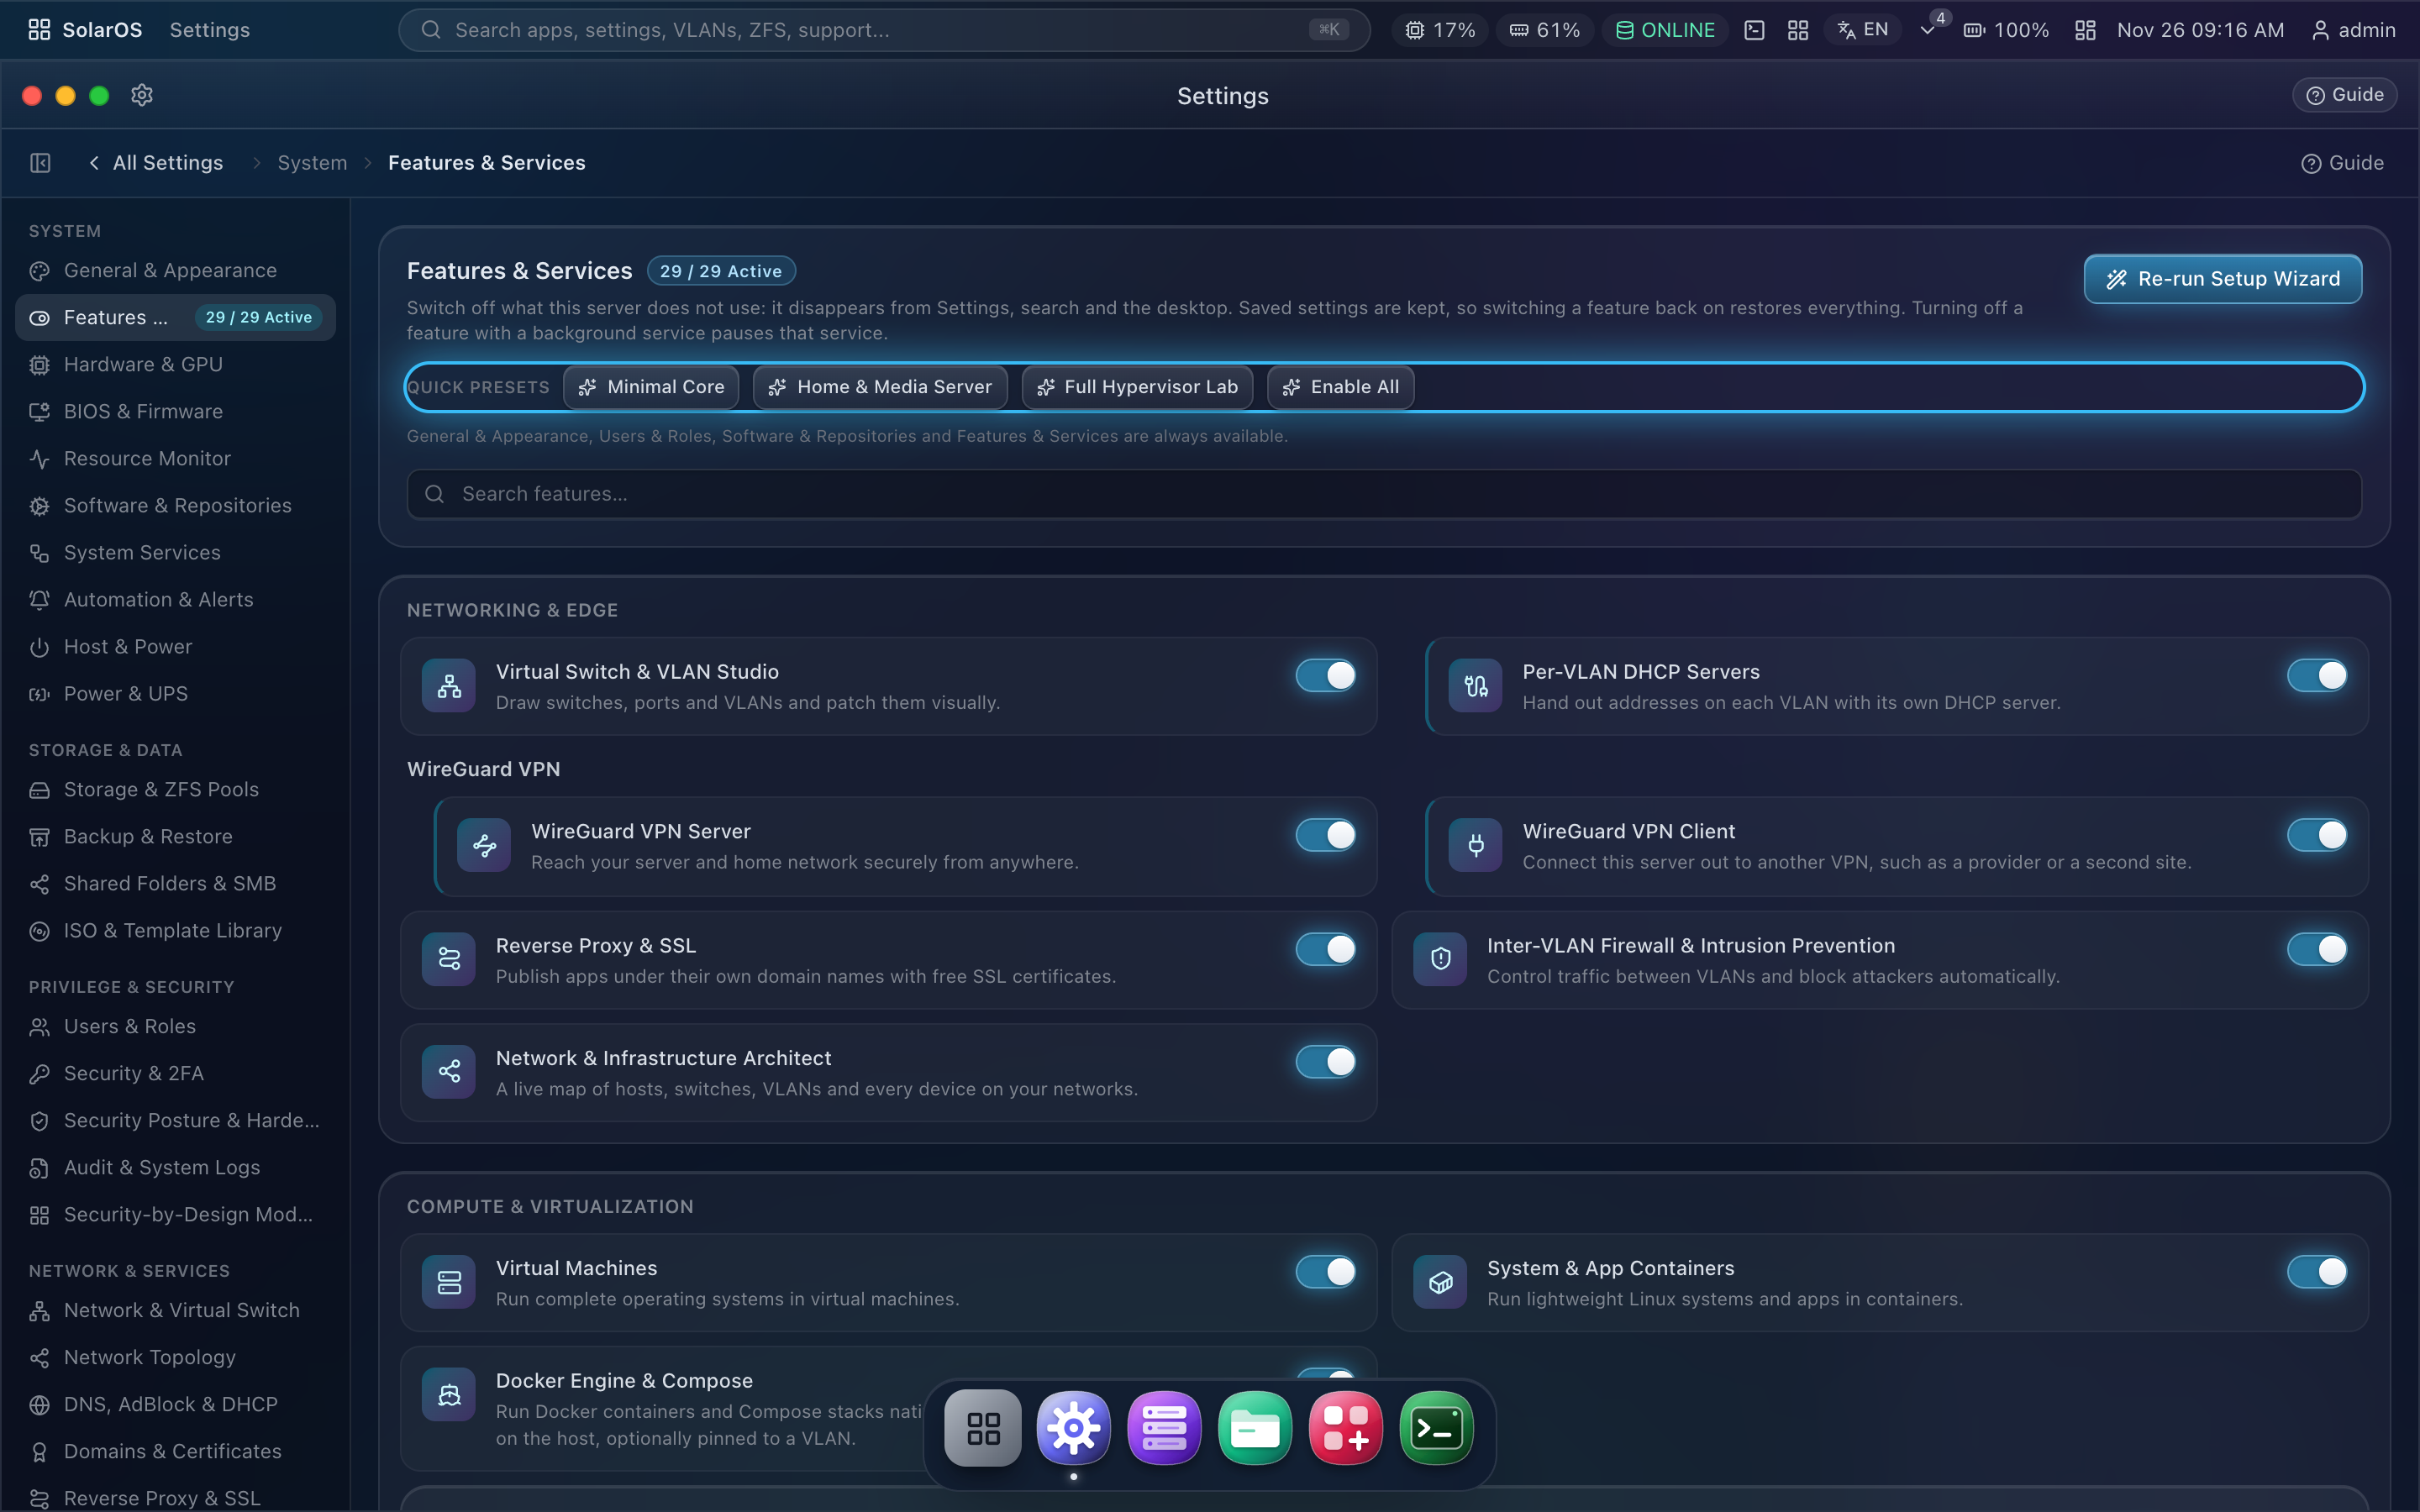 SolarOS Settings Search apps, settings, VLANs, ZFS, support... ⌘K 17% 61% ONLINE EN 4 100% Nov 26 09:16 AM admin
Settings Guide
All Settings System Features & Services Guide
SYSTEM
General & Appearance
Features ... 29 / 29 Active
Hardware & GPU
BIOS & Firmware
Resource Monitor
Software & Repositories
System Services
Automation & Alerts
Host & Power
Power & UPS
STORAGE & DATA
Storage & ZFS Pools
Backup & Restore
Shared Folders & SMB
ISO & Template Library
PRIVILEGE & SECURITY
Users & Roles
Security & 2FA
Security Posture & Harde...
Audit & System Logs
Security-by-Design Mod...
NETWORK & SERVICES
Network & Virtual Switch
Network Topology
DNS, AdBlock & DHCP
Domains & Certificates
Reverse Proxy & SSL
Features & Services 29 / 29 Active Re-run Setup Wizard
Switch off what this server does not use: it disappears from Settings, search and the desktop. Saved settings are kept, so switching a feature back on restores everything. Turning off a
feature with a background service pauses that service.
QUICK PRESETS Minimal Core Home & Media Server Full Hypervisor Lab Enable All
General & Appearance, Users & Roles, Software & Repositories and Features & Services are always available.
Search features...
NETWORKING & EDGE
Virtual Switch & VLAN Studio
Draw switches, ports and VLANs and patch them visually.
Per-VLAN DHCP Servers
Hand out addresses on each VLAN with its own DHCP server.
WireGuard VPN
WireGuard VPN Server
Reach your server and home network securely from anywhere.
WireGuard VPN Client
Connect this server out to another VPN, such as a provider or a second site.
Reverse Proxy & SSL
Publish apps under their own domain names with free SSL certificates.
Inter-VLAN Firewall & Intrusion Prevention
Control traffic between VLANs and block attackers automatically.
Network & Infrastructure Architect
A live map of hosts, switches, VLANs and every device on your networks.
COMPUTE & VIRTUALIZATION
Virtual Machines
Run complete operating systems in virtual machines.
System & App Containers
Run lightweight Linux systems and apps in containers.
Docker Engine & Compose
Run Docker containers and Compose stacks nati
on the host, optionally pinned to a VLAN.